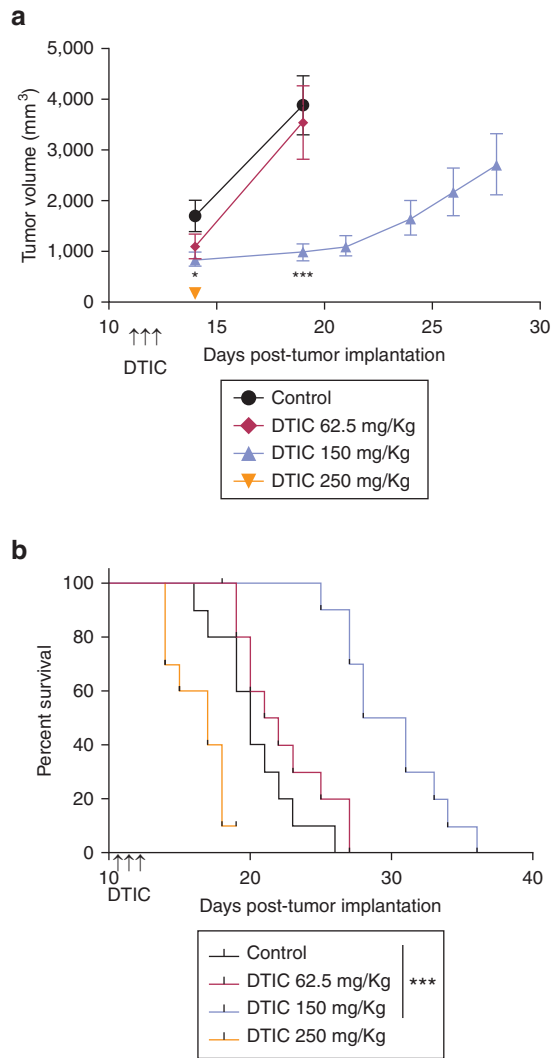 a
Tumor volume (mm³)
5,000
4,000
3,000
2,000
1,000
0
*
***
10 15 20 25 30
↑↑↑
DTIC
Days post-tumor implantation
Control
DTIC 62.5 mg/Kg
DTIC 150 mg/Kg
DTIC 250 mg/Kg
b
Percent survival
100
80
60
40
20
0
10 20 30 40
↑↑↑
DTIC
Days post-tumor implantation
Control
DTIC 62.5 mg/Kg
DTIC 150 mg/Kg
DTIC 250 mg/Kg
***